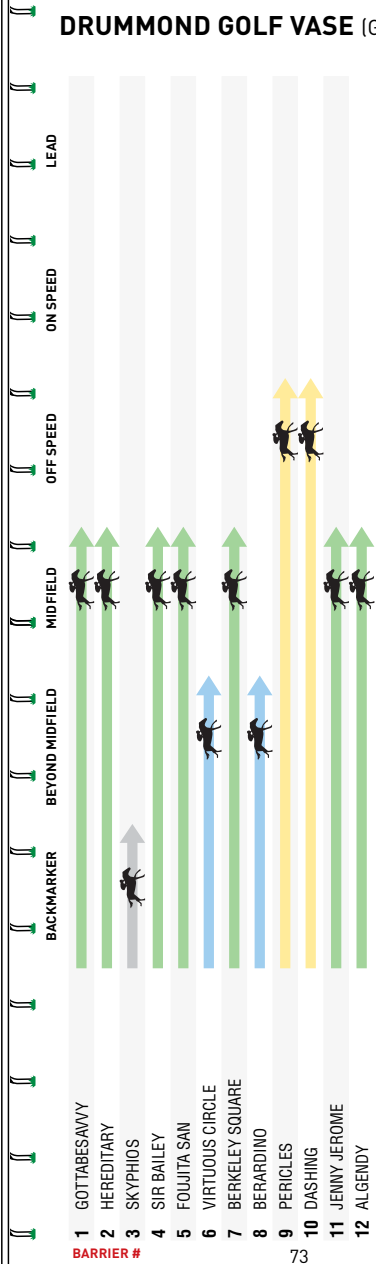 DRUMMOND GOLF VASE (G
LEAD
ON SPEED
OFF SPEED
MIDFIELD
BEYOND MIDFIELD
BACKMARKER
1 GOTTABESAVVY
2 HEREDITARY
3 SKYPHIOS
4 SIR BAILEY
5 FOUJITA SAN
6 VIRTUOUS CIRCLE
7 BERKELEY SQUARE
8 BERARDINO
9 PERICLES
10 DASHING
11 JENNY JEROME
12 ALGENDY
BARRIER #
73